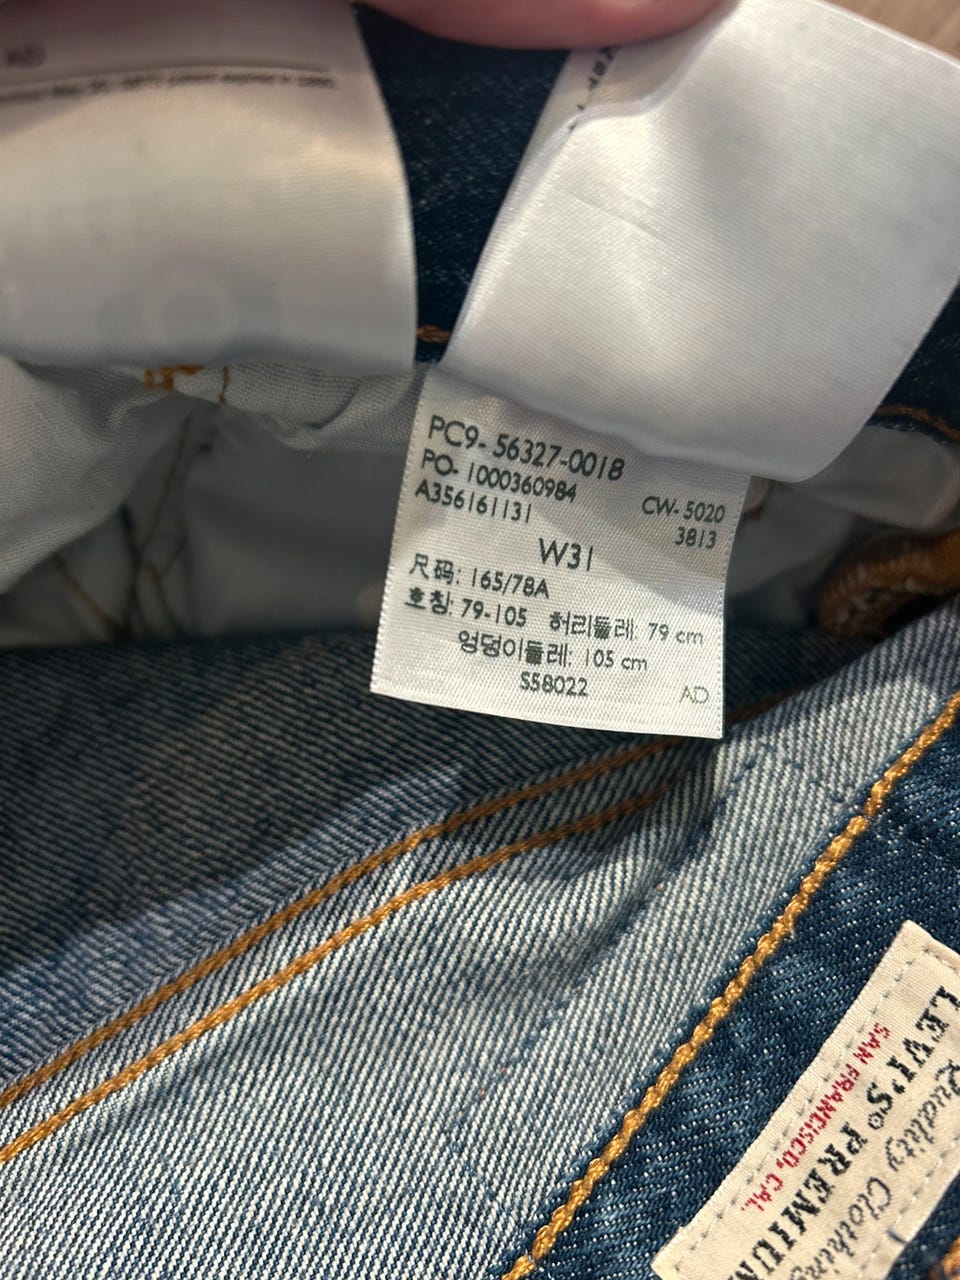 PC9- 56327-0018
PO- 1000360984
CW- 5020
A356161131
3813
W31
尺码: 165/78A
호칭: 79-105 허리둘레: 79 cm
엉덩이둘레: 105 cm
S58022
AD
LEVI'S® PREMIUM
SAN FRANCISCO, CAL.
Quality Clothing